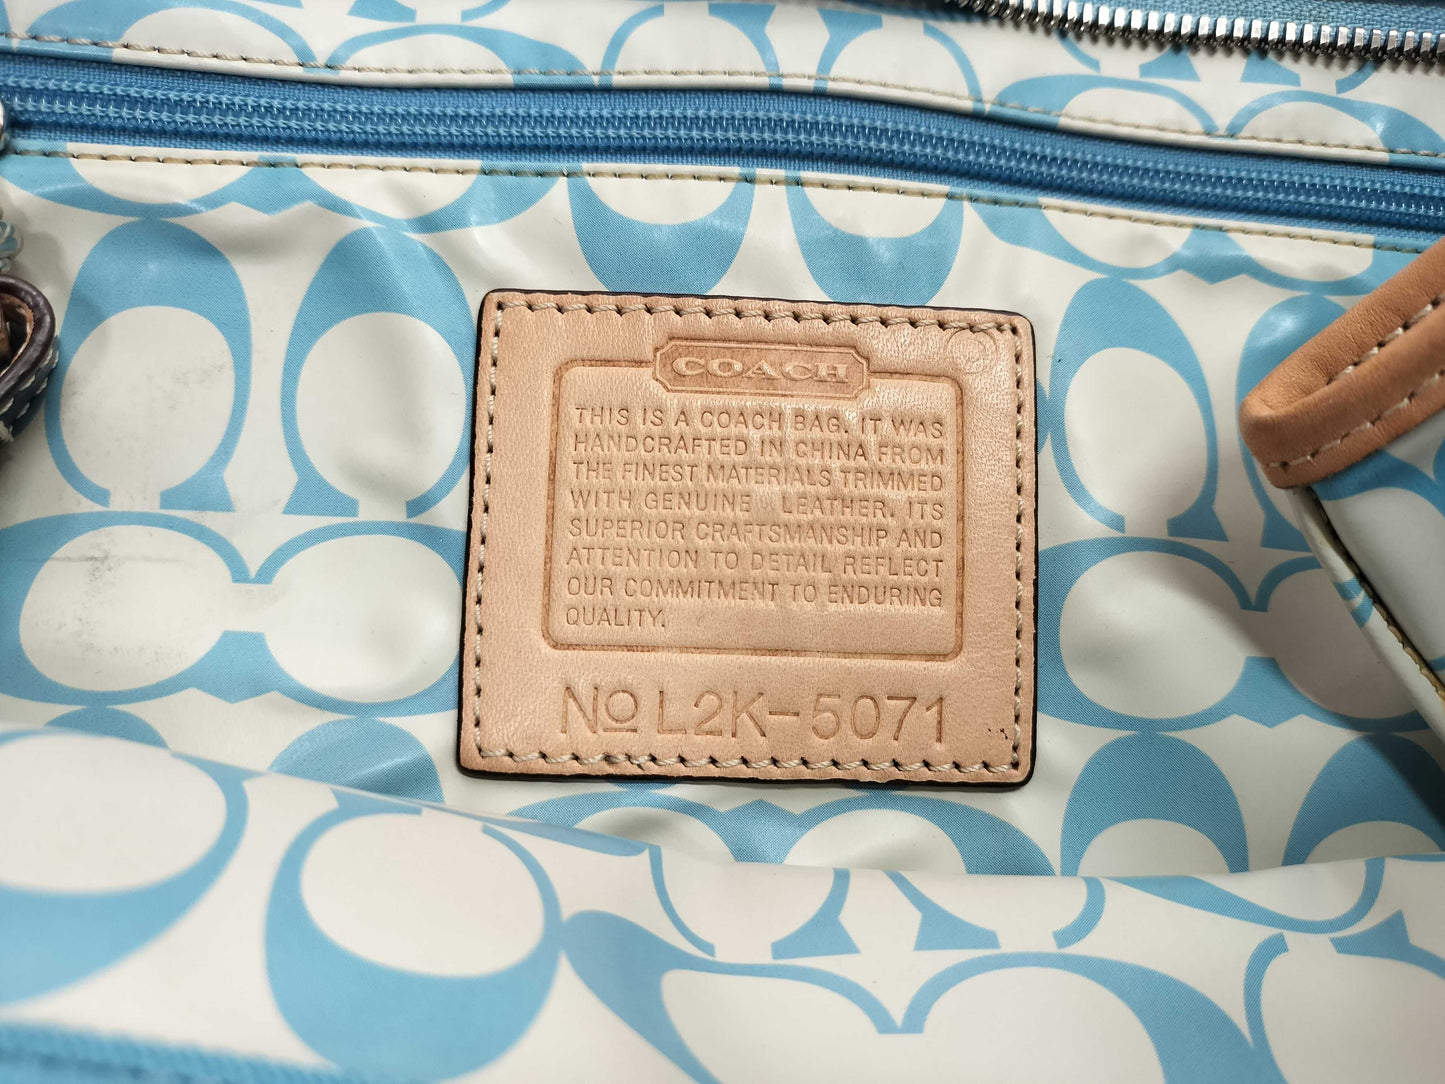 COACH
THIS IS A COACH BAG. IT WAS
HANDCRAFTED IN CHINA FROM
THE FINEST MATERIALS TRIMMED
WITH GENUINE LEATHER. ITS
SUPERIOR CRAFTSMANSHIP AND
ATTENTION TO DETAIL REFLECT
OUR COMMITMENT TO ENDURING
QUALITY.
No L2K-5071